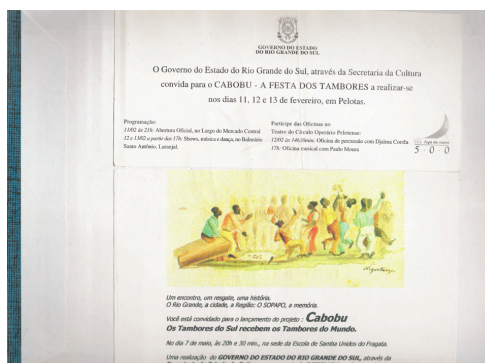 GOVERNO DO ESTADO
DO RIO GRANDE DO SUL
O Governo do Estado do Rio Grande do Sul, através da Secretaria da Cultura
convida para o CABOBU - A FESTA DOS TAMBORES a realizar-se
nos dias 11, 12 e 13 de fevereiro, em Pelotas.
Programação:
11/02 às 21h: Abertura Oficial, no Largo do Mercado Central
12 e 13/02 a partir das 17h: Shows, música e dança, no Balneário
Santo Antônio, Laranjal.
Participe das Oficinas no
Teatro do Círculo Operário Pelotense:
12/02 às 14h30min: Oficina de percussão com Djalma Corrêa
17h: Oficina musical com Paulo Moura
5 0 0
Um encontro, um resgate, uma história.
O Rio Grande, a cidade, a Região: O SOPAPO, a memória.
Você está convidado para o lançamento do projeto : Cabobu
Os Tambores do Sul recebem os Tambores do Mundo.
No dia 7 de maio, às 20h e 30 min., na sede da Escola de Samba Unidos do Fragata.
Uma realização do GOVERNO DO ESTADO DO RIO GRANDE DO SUL, através da